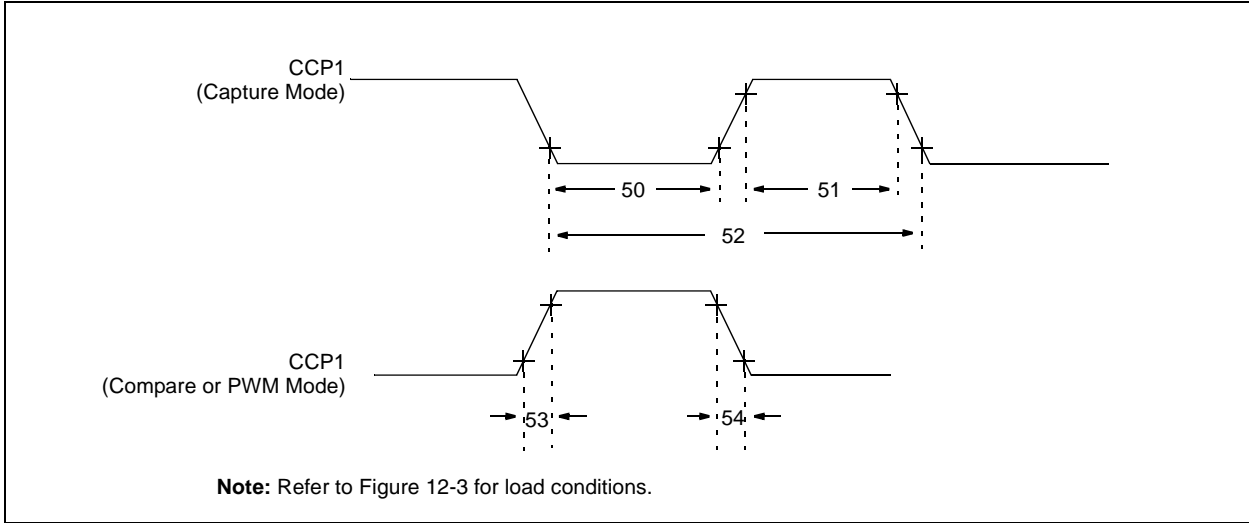 CCP1
(Capture Mode)
50
51
52
CCP1
(Compare or PWM Mode)
53
54
Note: Refer to Figure 12-3 for load conditions.